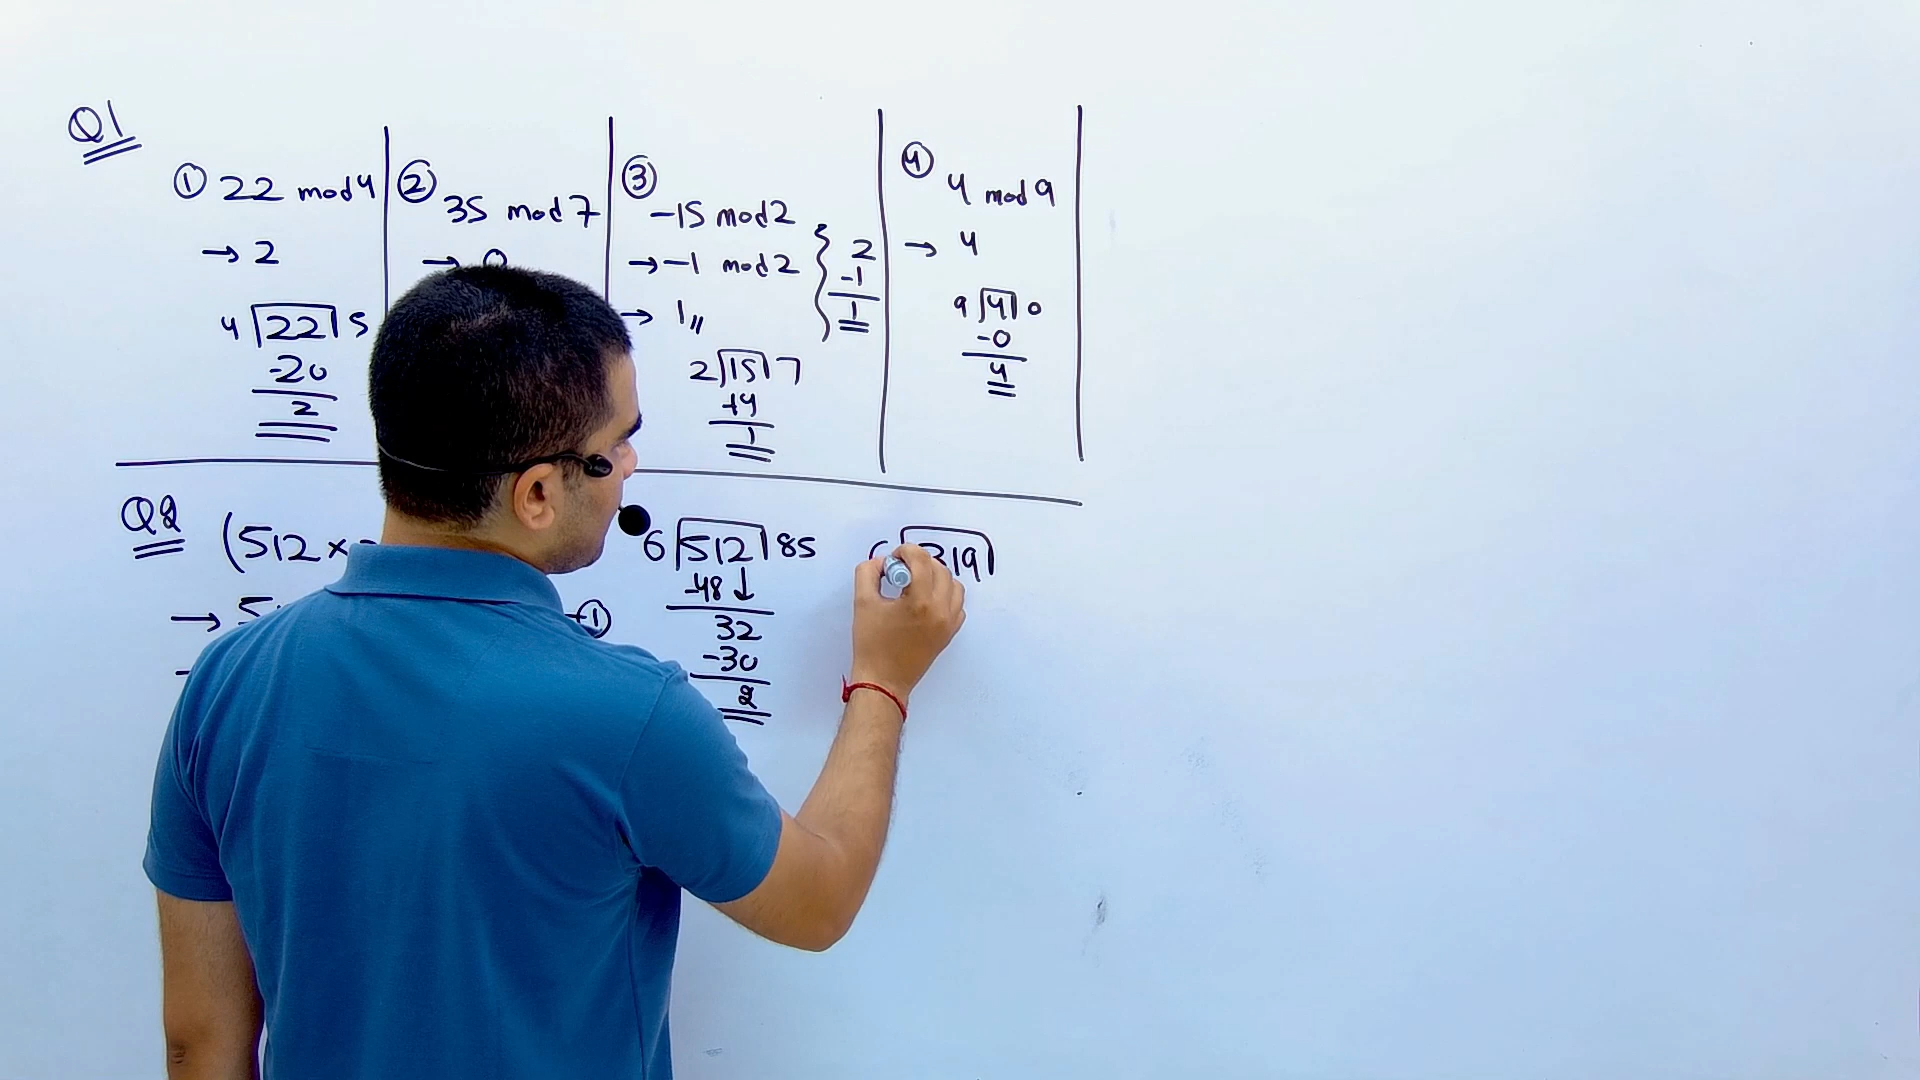 Q1
① 22 mod 4
→ 2
4 22 5
-20
2
② 35 mod 7
→ 0
③ -15 mod 2
→ -1 mod 2
→ 1
2
-1
1
2 15 7
14
1
④ 4 mod 9
→ 4
9 4 0
-0
4
Q2 (512 ×
→
①
6 512 85
-48↓
32
-30
2
319